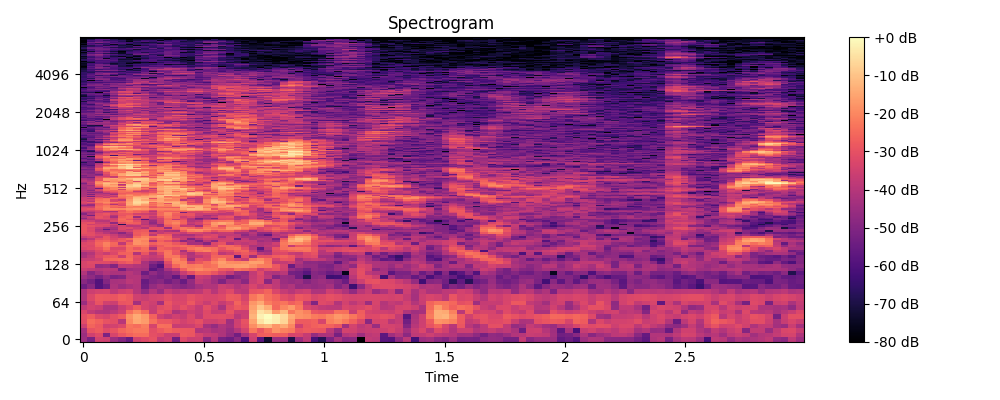 Spectrogram
+0 dB
4096
-10 dB
2048
-20 dB
1024
-30 dB
Hz
512
-40 dB
256
-50 dB
128
-60 dB
64
-70 dB
0
-80 dB
0
0.5
1
1.5
2
2.5
Time